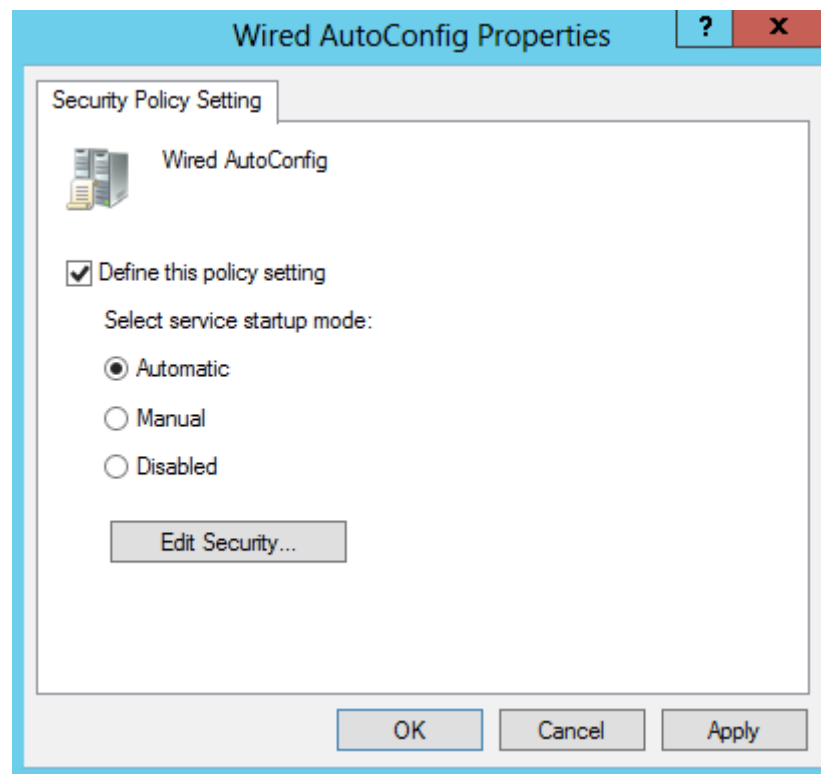 Wired AutoConfig Properties
? x
Security Policy Setting
Wired AutoConfig
Define this policy setting
Select service startup mode:
Automatic
Manual
Disabled
Edit Security...
OK Cancel Apply